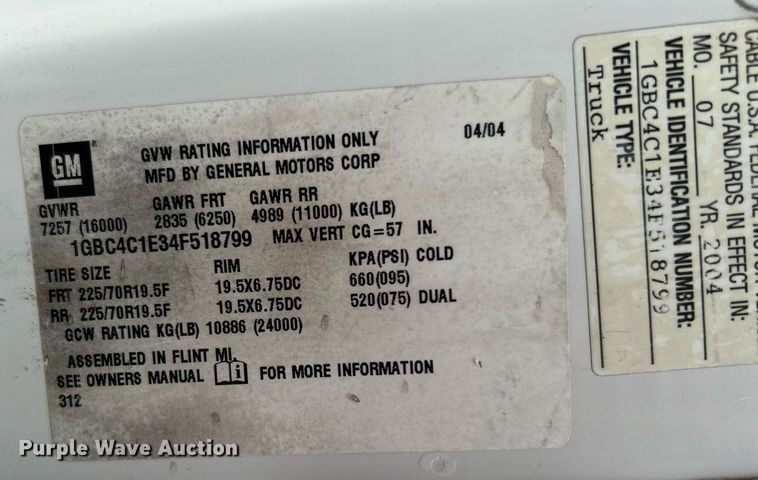 GM
GVW RATING INFORMATION ONLY
04/04
MFD BY GENERAL MOTORS CORP
GVWR GAWR FRT GAWR RR
7257 (16000) 2835 (6250) 4989 (11000) KG(LB)
1GBC4C1E34F518799 MAX VERT CG=57 IN.
TIRE SIZE RIM KPA(PSI) COLD
FRT 225/70R19.5F 19.5X6.75DC 660(095)
RR 225/70R19.5F 19.5X6.75DC 520(075) DUAL
GCW RATING KG(LB) 10886 (24000)
ASSEMBLED IN FLINT MI.
SEE OWNERS MANUAL i FOR MORE INFORMATION
312
CABLE U.S.A. FEDERAL MOTOR
SAFETY STANDARDS IN EFFECT IN:
MO. 07 YR. 2004
VEHICLE IDENTIFICATION NUMBER:
1GBC4C1E34F518799
VEHICLE TYPE:
Truck
Purple Wave Auction